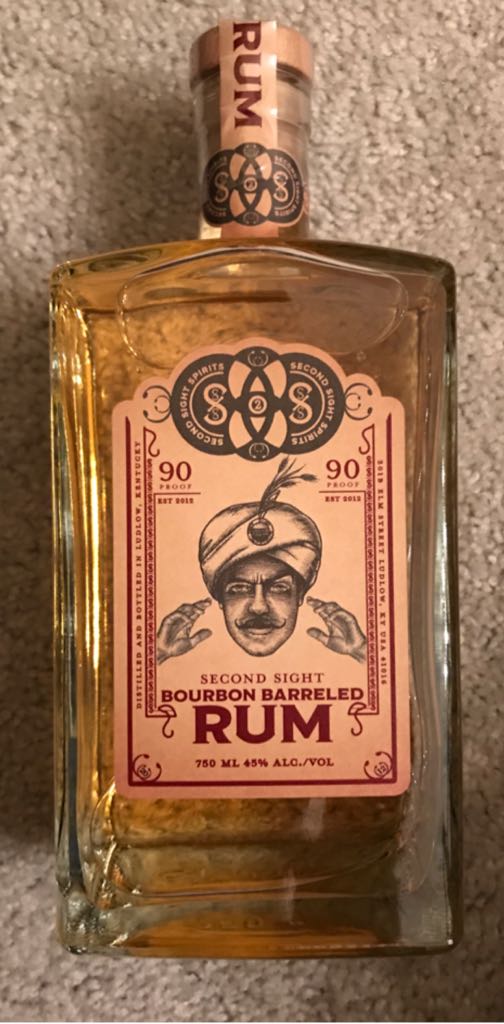 RUM
SECOND SIGHT SPIRITS
SECOND SIGHT SPIRITS
S 2 S
90
PROOF
EST 2012
90
PROOF
EST 2012
DISTILLED AND BOTTLED IN LUDLOW, KENTUCKY
301B ELM STREET LUDLOW, KY USA 41016
SECOND SIGHT
BOURBON BARRELED
RUM
750 ML 45% ALC./VOL